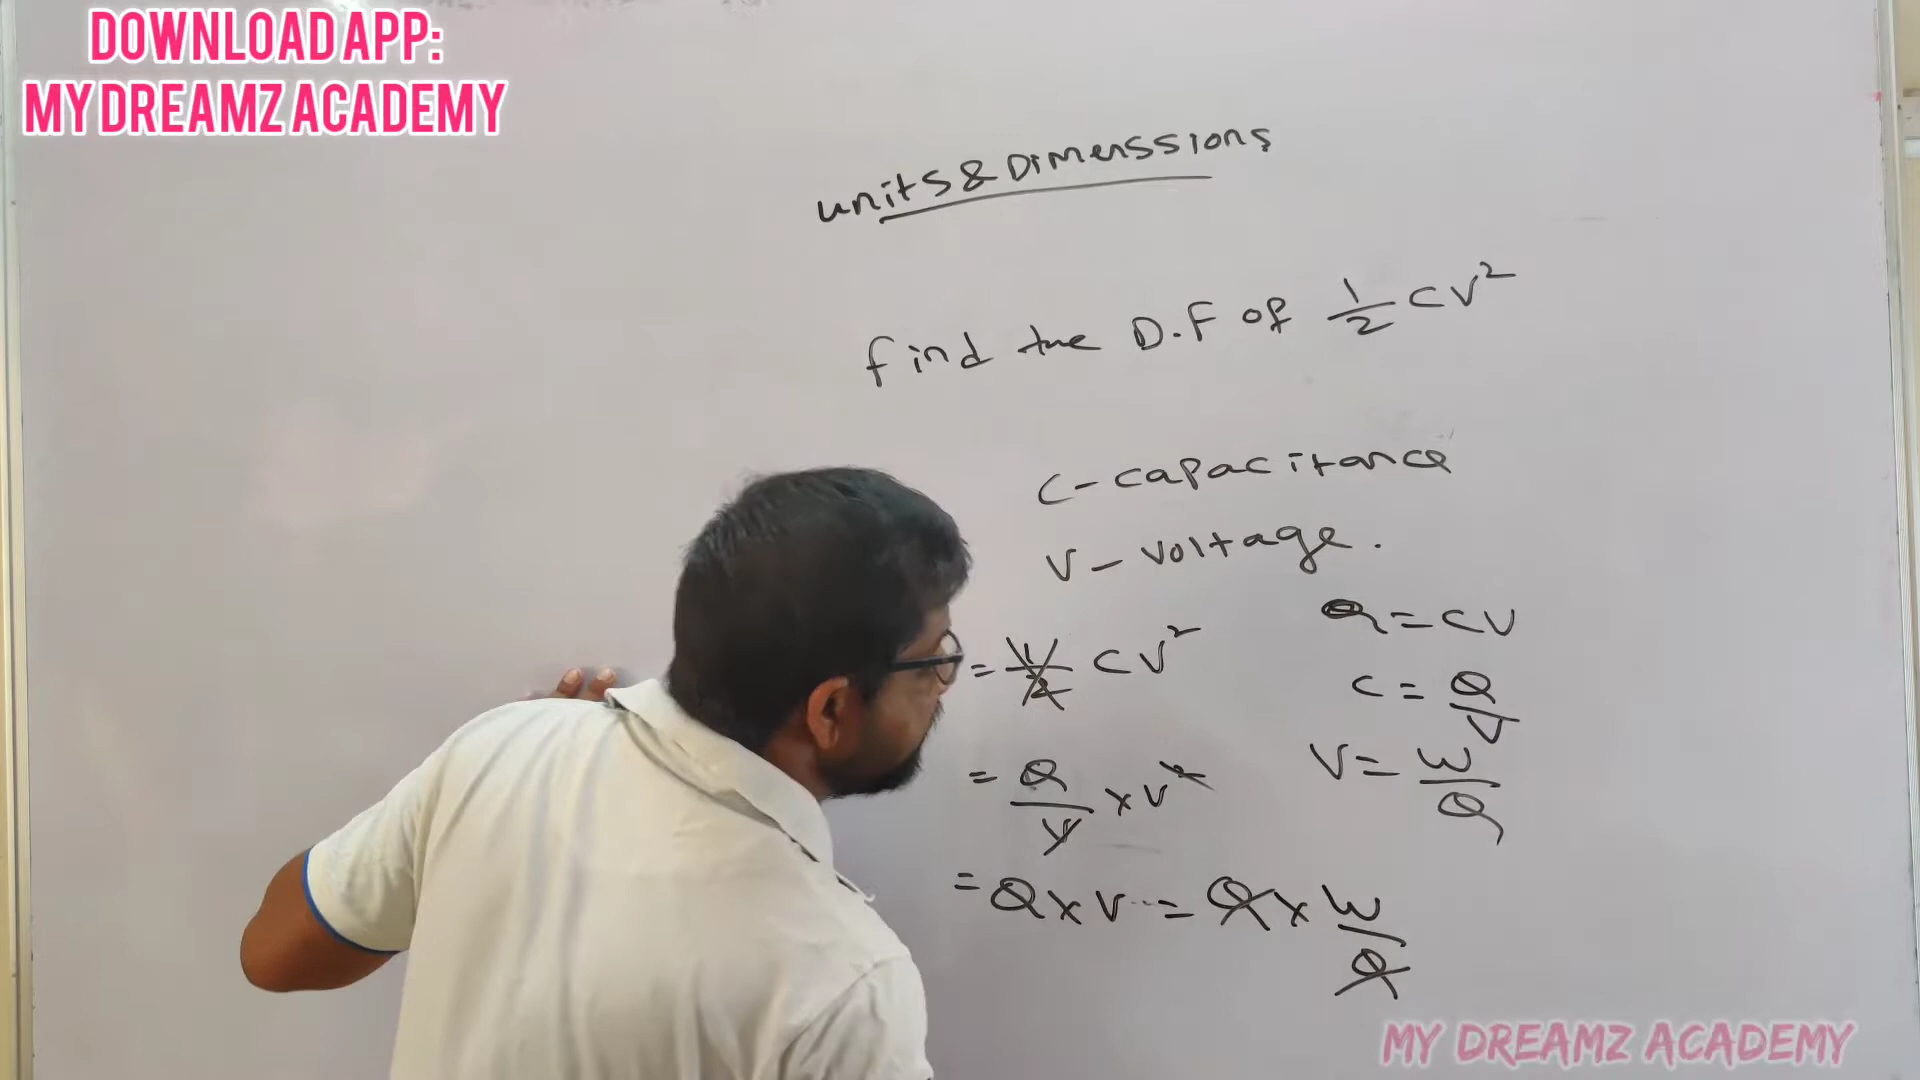 DOWNLOAD APP:
MY DREAMZ ACADEMY
units & Dimenssions
find the D.F of 1/2 CV²
C - capacitance
V - voltage.
Q = CV
= 1/2 CV²
C = Q/V
= Q/V × V²
V = W/Q
= Q × V = Q × W/Q
MY DREAMZ ACADEMY